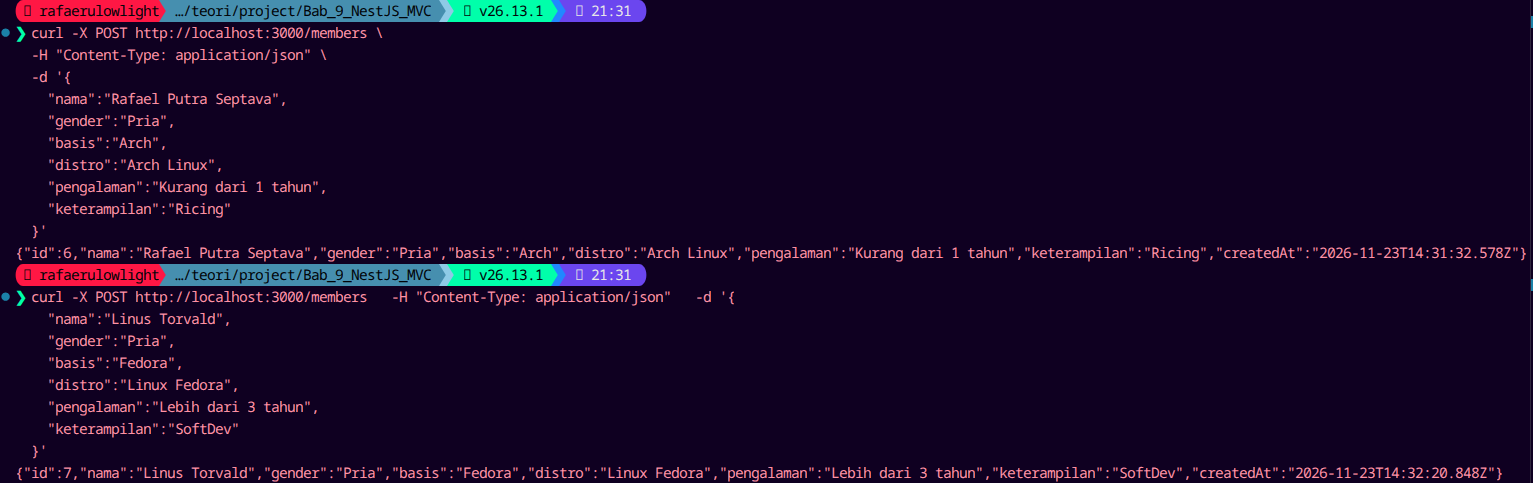 rafaerulowlight …/teori/project/Bab_9_NestJS_MVC v26.13.1 21:31
❯ curl -X POST http://localhost:3000/members \
-H "Content-Type: application/json" \
-d '{
"nama":"Rafael Putra Septava",
"gender":"Pria",
"basis":"Arch",
"distro":"Arch Linux",
"pengalaman":"Kurang dari 1 tahun",
"keterampilan":"Ricing"
}'
{"id":6,"nama":"Rafael Putra Septava","gender":"Pria","basis":"Arch","distro":"Arch Linux","pengalaman":"Kurang dari 1 tahun","keterampilan":"Ricing","createdAt":"2026-11-23T14:31:32.578Z"}
rafaerulowlight …/teori/project/Bab_9_NestJS_MVC v26.13.1 21:31
❯ curl -X POST http://localhost:3000/members   -H "Content-Type: application/json"   -d '{
"nama":"Linus Torvald",
"gender":"Pria",
"basis":"Fedora",
"distro":"Linux Fedora",
"pengalaman":"Lebih dari 3 tahun",
"keterampilan":"SoftDev"
}'
{"id":7,"nama":"Linus Torvald","gender":"Pria","basis":"Fedora","distro":"Linux Fedora","pengalaman":"Lebih dari 3 tahun","keterampilan":"SoftDev","createdAt":"2026-11-23T14:32:20.848Z"}